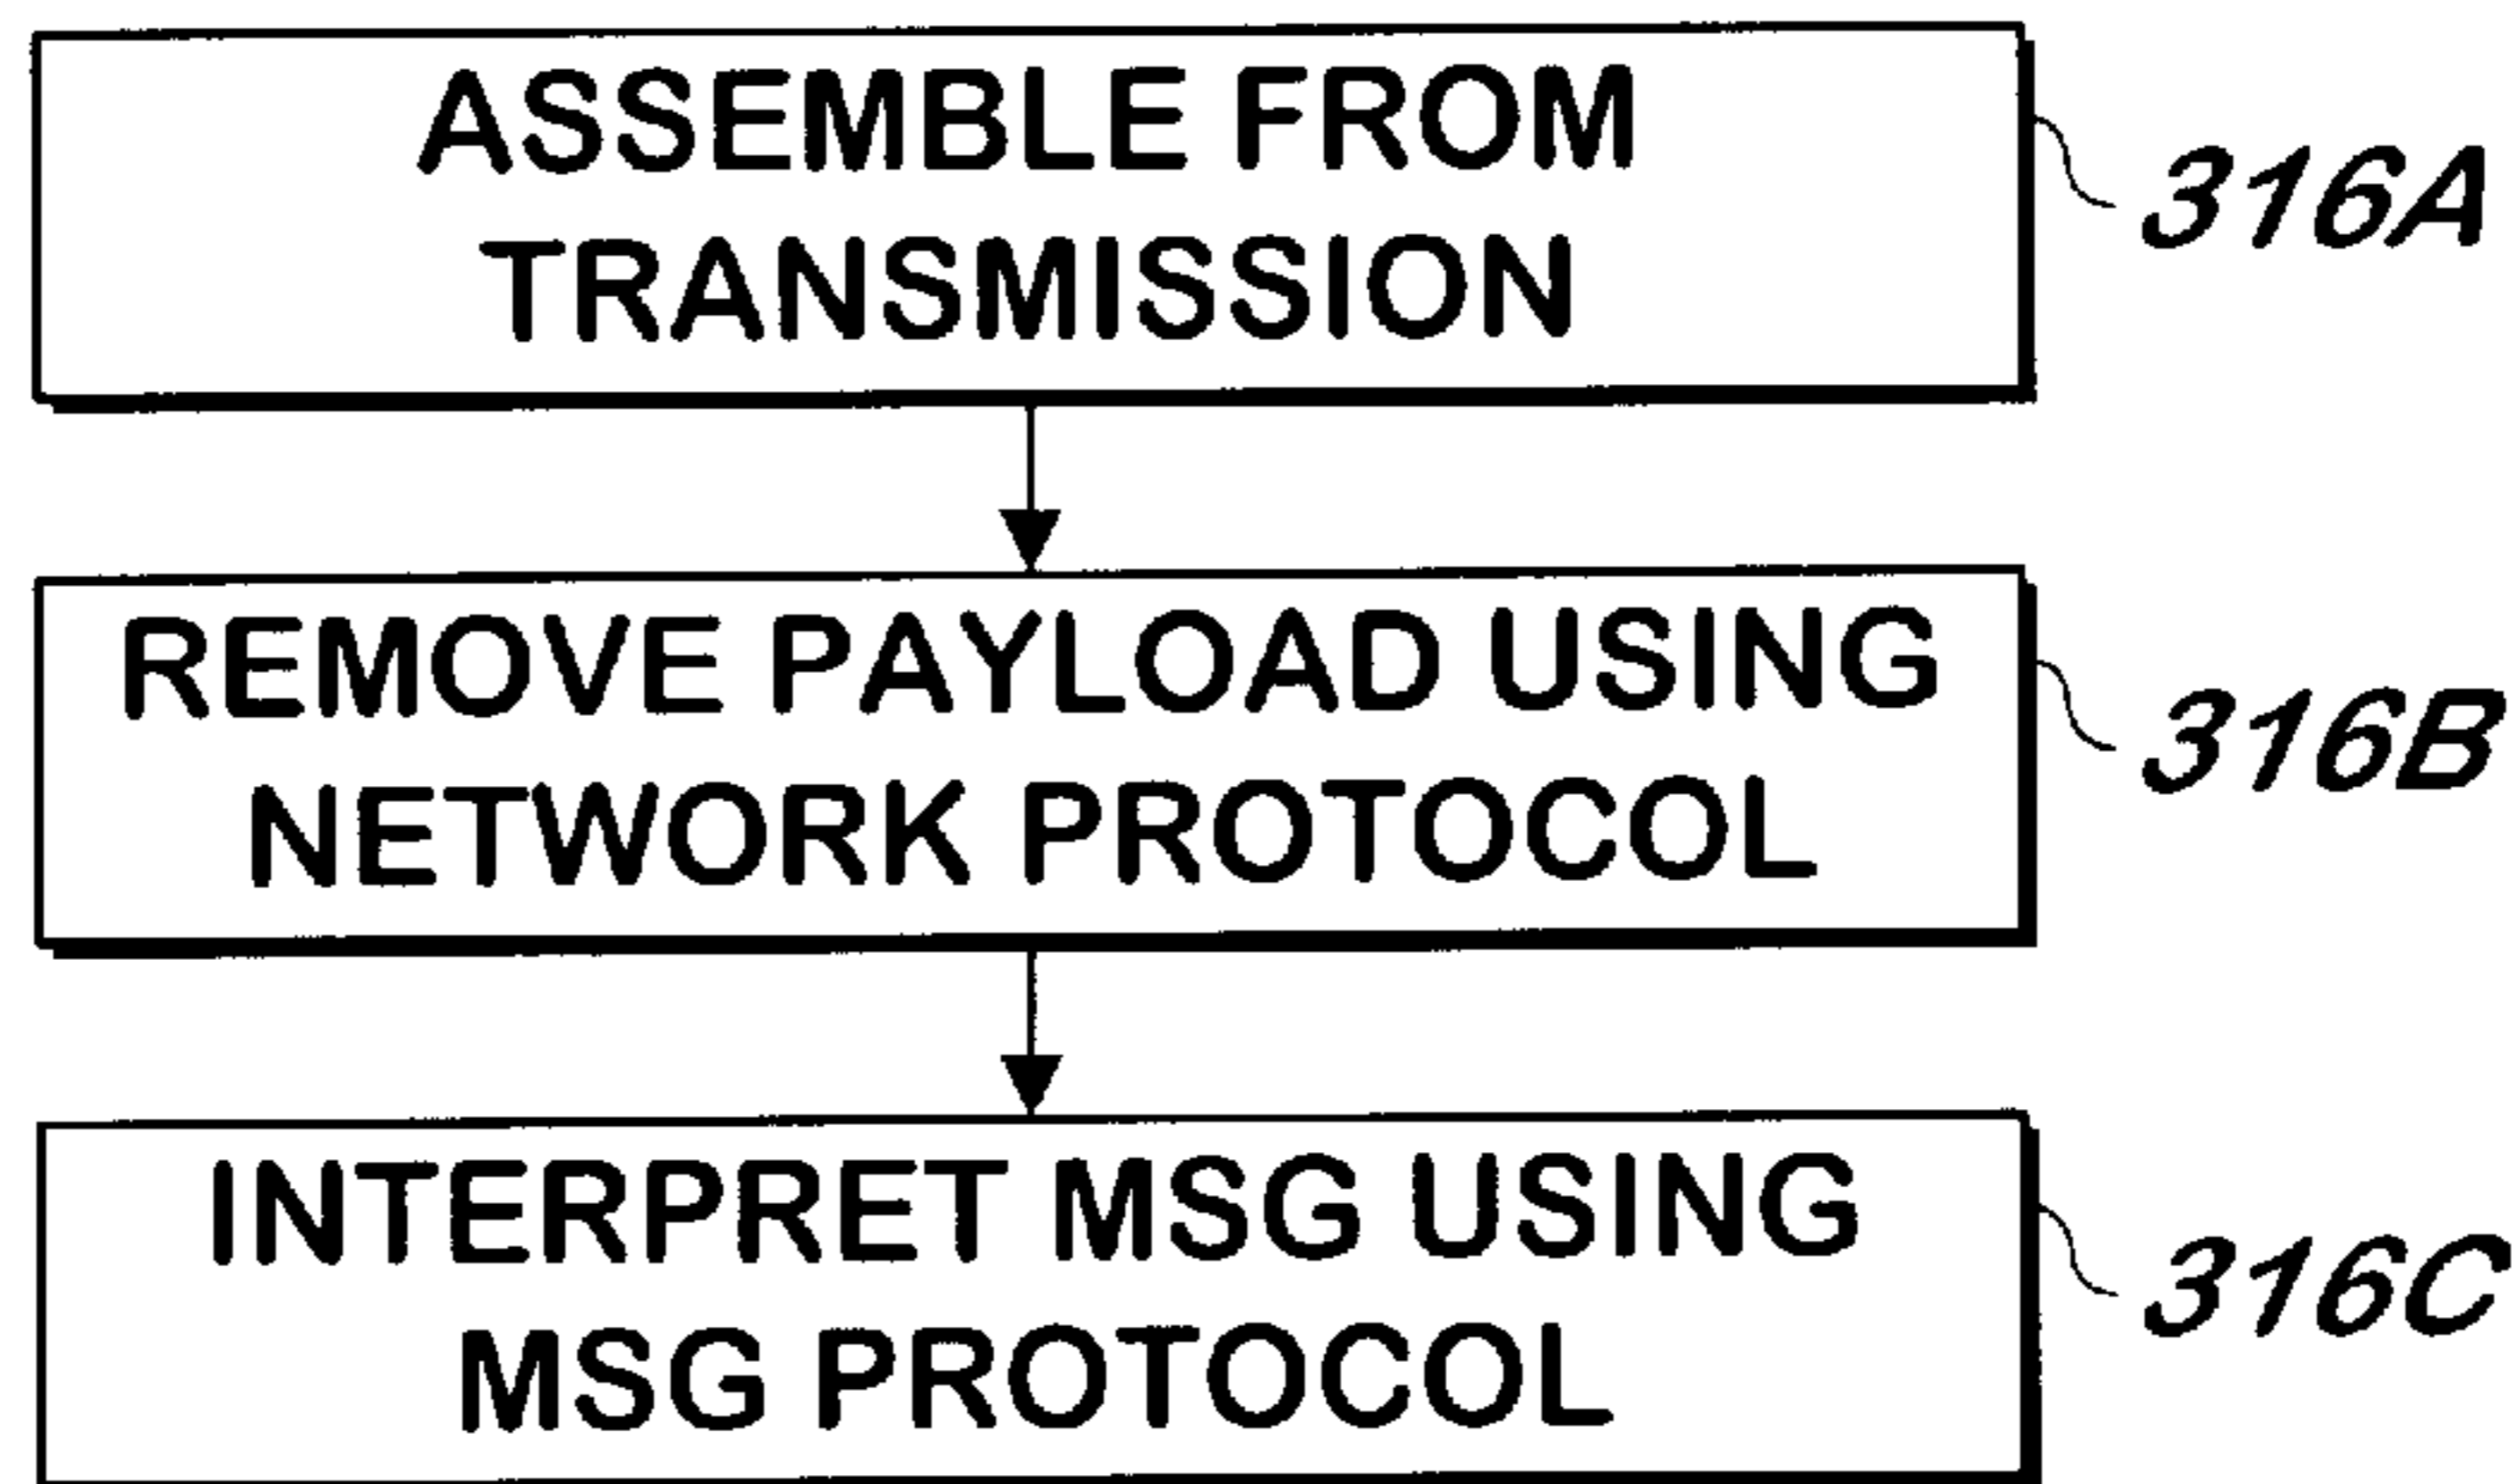 ASSEMBLE FROM
TRANSMISSION
316A
REMOVE PAYLOAD USING
NETWORK PROTOCOL
316B
INTERPRET MSG USING
MSG PROTOCOL
316C